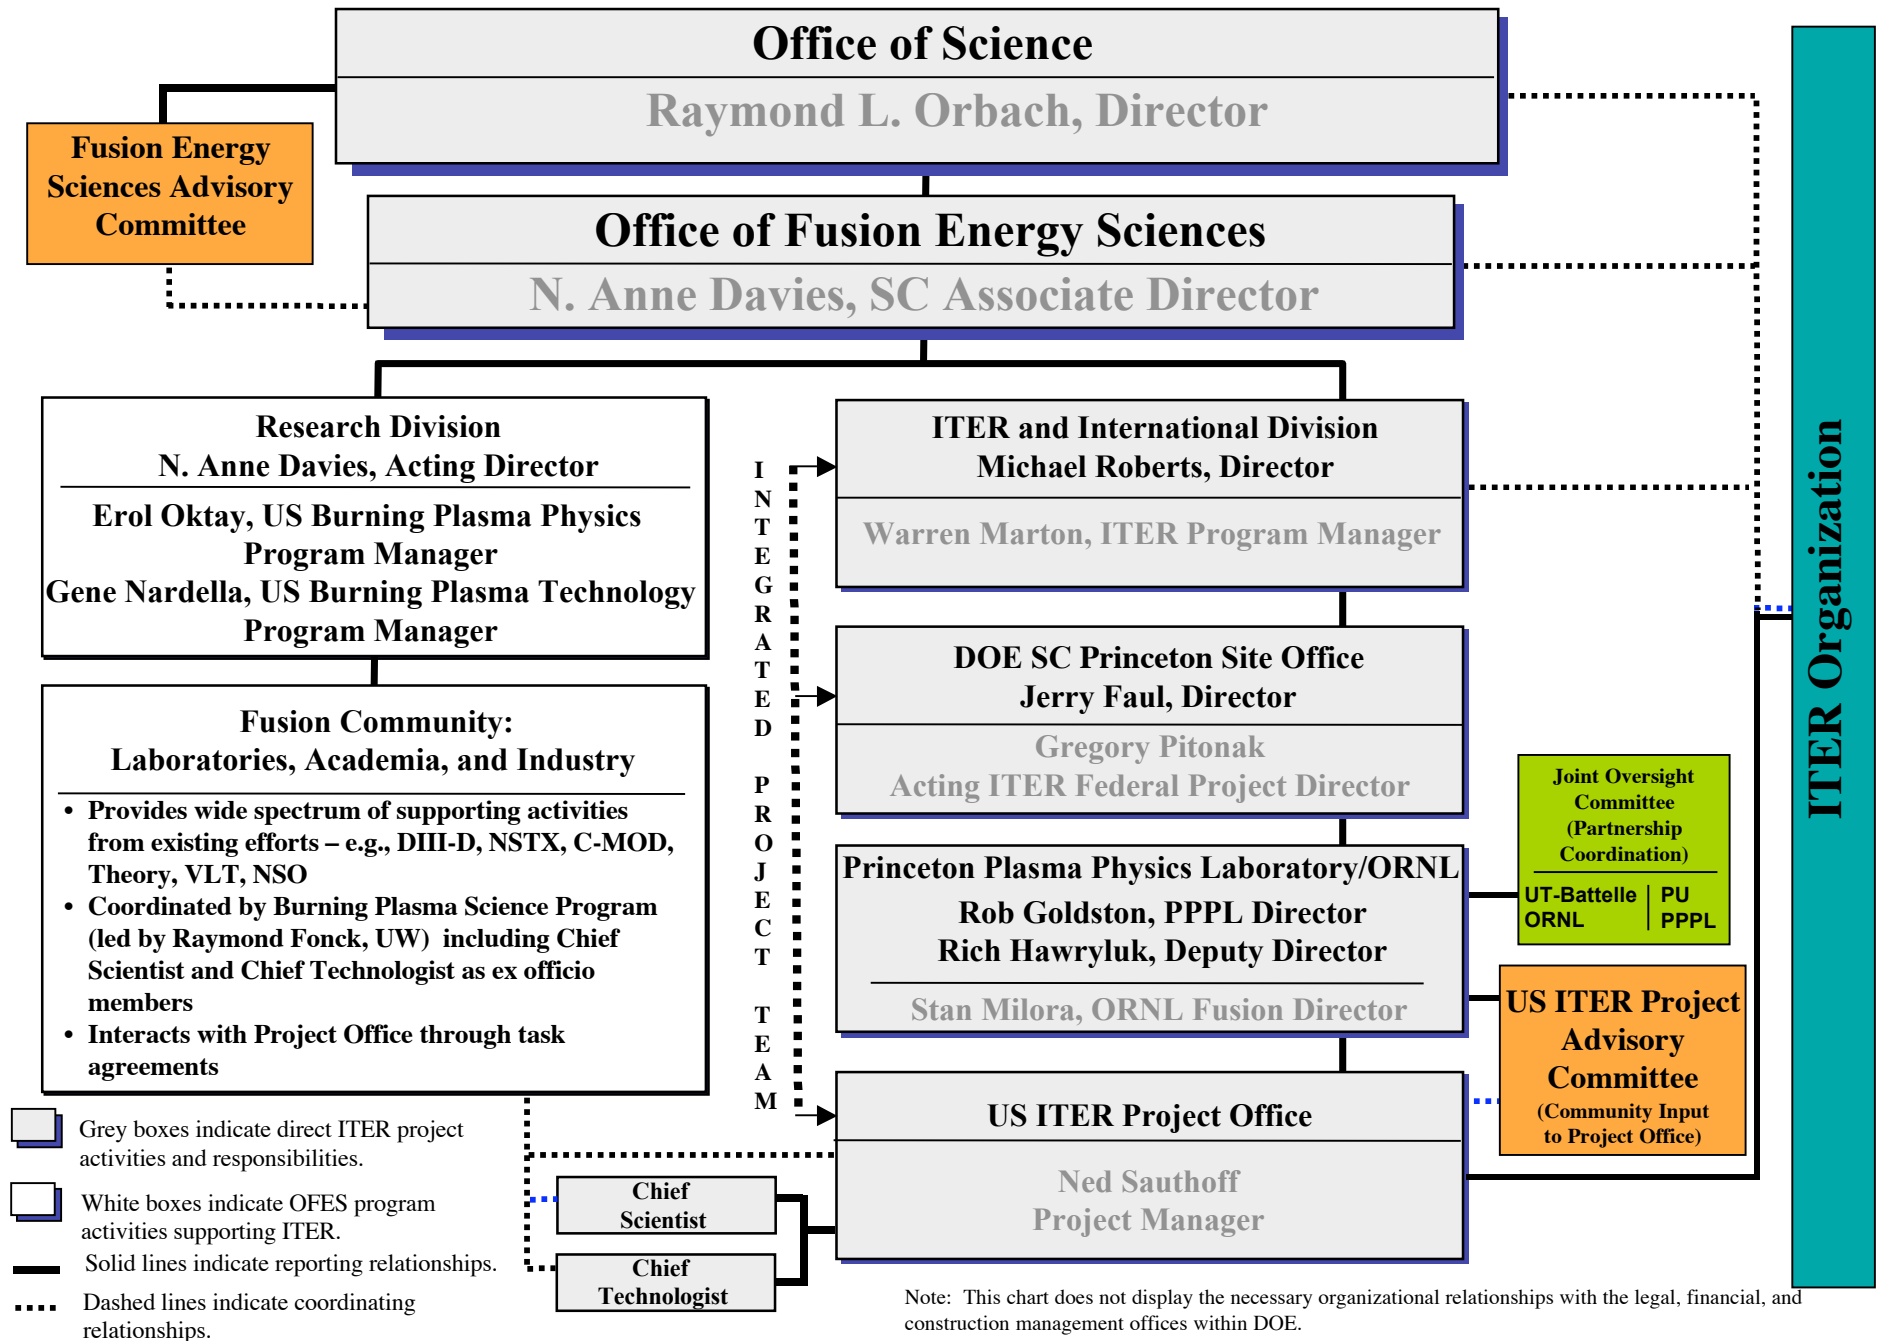 Office of Science
Raymond L. Orbach, Director
Fusion Energy
Sciences Advisory
Committee
Office of Fusion Energy Sciences
N. Anne Davies, SC Associate Director
Research Division
N. Anne Davies, Acting Director
Erol Oktay, US Burning Plasma Physics
Program Manager
Gene Nardella, US Burning Plasma Technology
Program Manager
Fusion Community:
Laboratories, Academia, and Industry
• Provides wide spectrum of supporting activities
from existing efforts – e.g., DIII-D, NSTX, C-MOD,
Theory, VLT, NSO
• Coordinated by Burning Plasma Science Program
(led by Raymond Fonck, UW) including Chief
Scientist and Chief Technologist as ex officio
members
• Interacts with Project Office through task
agreements
INTEGRATED PROJECT TEAM
ITER and International Division
Michael Roberts, Director
Warren Marton, ITER Program Manager
DOE SC Princeton Site Office
Jerry Faul, Director
Gregory Pitonak
Acting ITER Federal Project Director
Princeton Plasma Physics Laboratory/ORNL
Rob Goldston, PPPL Director
Rich Hawryluk, Deputy Director
Stan Milora, ORNL Fusion Director
US ITER Project Office
Ned Sauthoff
Project Manager
Chief
Scientist
Chief
Technologist
Joint Oversight
Committee
(Partnership
Coordination)
UT-Battelle PU
ORNL PPPL
US ITER Project
Advisory
Committee
(Community Input
to Project Office)
ITER Organization
Grey boxes indicate direct ITER project
activities and responsibilities.
White boxes indicate OFES program
activities supporting ITER.
Solid lines indicate reporting relationships.
Dashed lines indicate coordinating
relationships.
Note: This chart does not display the necessary organizational relationships with the legal, financial, and
construction management offices within DOE.